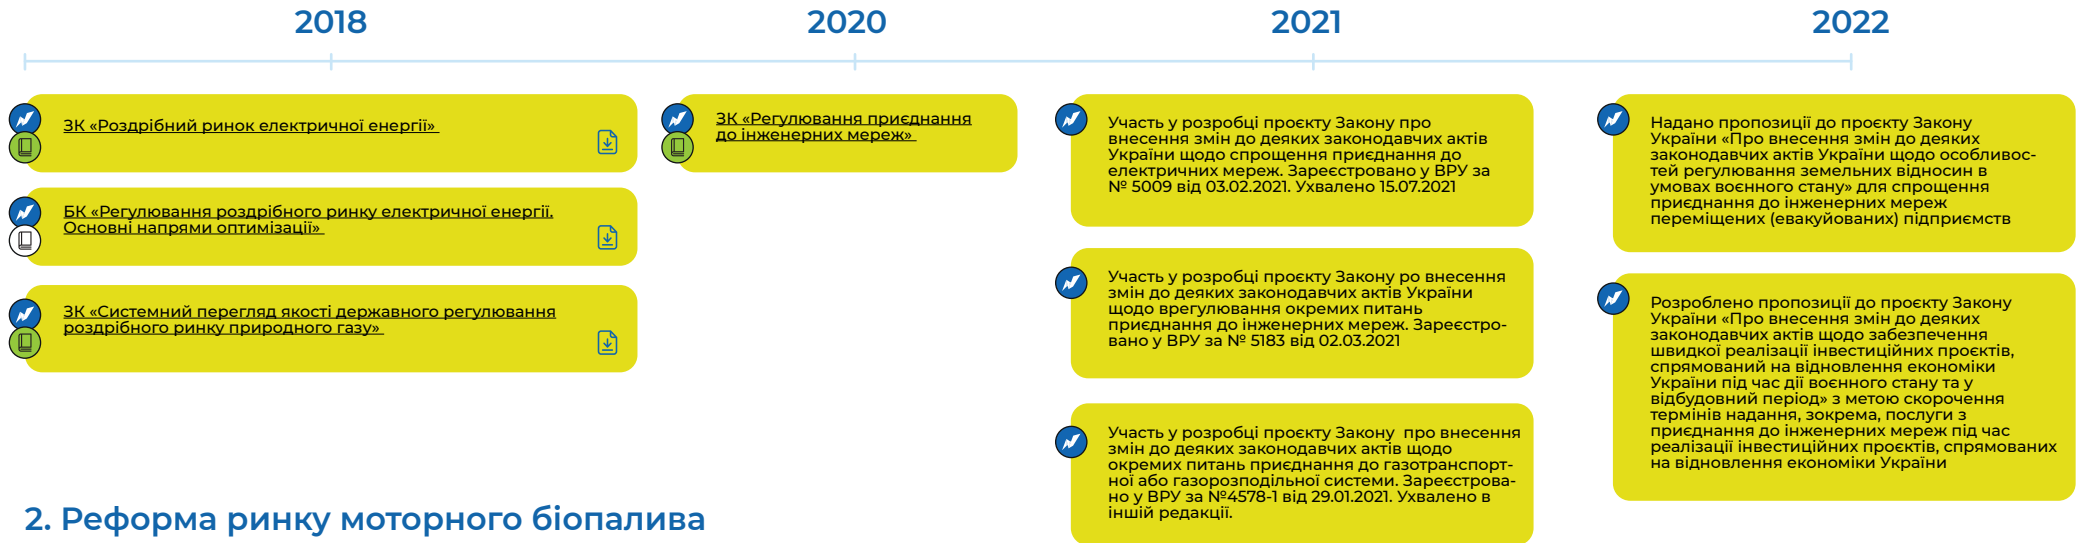 2018
2020
2021
2022
ЗК «Роздрібний ринок електричної енергії»
БК «Регулювання роздрібного ринку електричної енергії.
Основні напрями оптимізації»
ЗК «Системний перегляд якості державного регулювання
роздрібного ринку природного газу»
ЗК «Регулювання приєднання
до інженерних мереж»
Участь у розробці проєкту Закону про
внесення змін до деяких законодавчих актів
України щодо спрощення приєднання до
електричних мереж. Зареєстровано у ВРУ за
№ 5009 від 03.02.2021. Ухвалено 15.07.2021
Участь у розробці проєкту Закону ро внесення
змін до деяких законодавчих актів України
щодо врегулювання окремих питань
приєднання до інженерних мереж. Зареєстро-
вано у ВРУ за № 5183 від 02.03.2021
Участь у розробці проєкту Закону  про внесення
змін до деяких законодавчих актів щодо
окремих питань приєднання до газотранспорт-
ної або газорозподільної системи. Зареєстрова-
но у ВРУ за №4578-1 від 29.01.2021. Ухвалено в
іншій редакції.
Надано пропозиції до проєкту Закону
України «Про внесення змін до деяких
законодавчих актів України щодо особливос-
тей регулювання земельних відносин в
умовах воєнного стану» для спрощення
приєднання до інженерних мереж
переміщених (евакуйованих) підприємств
Розроблено пропозиції до проєкту Закону
України «Про внесення змін до деяких
законодавчих актів щодо забезпечення
швидкої реалізації інвестиційних проєктів,
спрямований на відновлення економіки
України під час дії воєнного стану та у
відбудовний період» з метою скорочення
термінів надання, зокрема, послуги з
приєднання до інженерних мереж під час
реалізації інвестиційних проєктів, спрямованих
на відновлення економіки України
2. Реформа ринку моторного біопалива